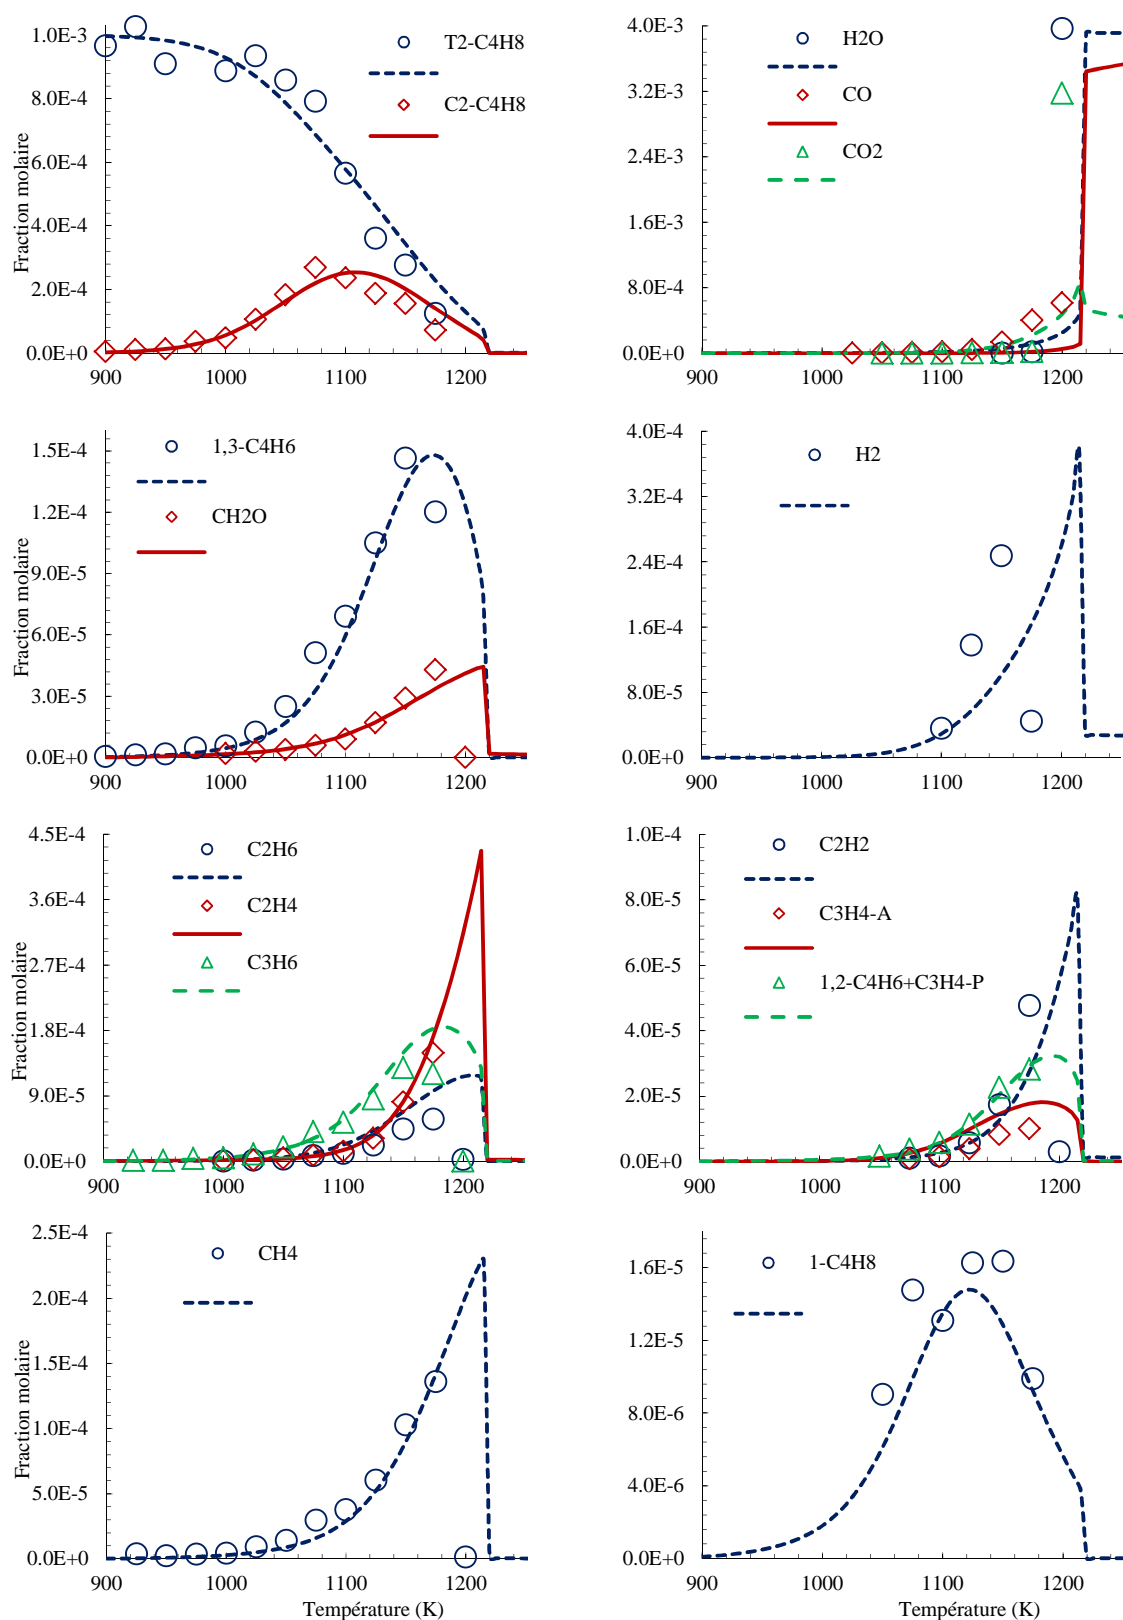 1.0E-3
8.0E-4
6.0E-4
4.0E-4
2.0E-4
0.0E+0
900 1000 1100 1200
Fraction molaire
T2-C4H8
C2-C4H8
4.0E-3
3.2E-3
2.4E-3
1.6E-3
8.0E-4
0.0E+0
900 1000 1100 1200
H2O
CO
CO2
1.5E-4
1.2E-4
9.0E-5
6.0E-5
3.0E-5
0.0E+0
900 1000 1100 1200
Fraction molaire
1,3-C4H6
CH2O
4.0E-4
3.2E-4
2.4E-4
1.6E-4
8.0E-5
0.0E+0
900 1000 1100 1200
H2
4.5E-4
3.6E-4
2.7E-4
1.8E-4
9.0E-5
0.0E+0
900 1000 1100 1200
Fraction molaire
C2H6
C2H4
C3H6
1.0E-4
8.0E-5
6.0E-5
4.0E-5
2.0E-5
0.0E+0
900 1000 1100 1200
C2H2
C3H4-A
1,2-C4H6+C3H4-P
2.5E-4
2.0E-4
1.5E-4
1.0E-4
5.0E-5
0.0E+0
900 1000 1100 1200
Fraction molaire
Température (K)
CH4
1.6E-5
1.2E-5
8.0E-6
4.0E-6
0.0E+0
900 1000 1100 1200
Température (K)
1-C4H8